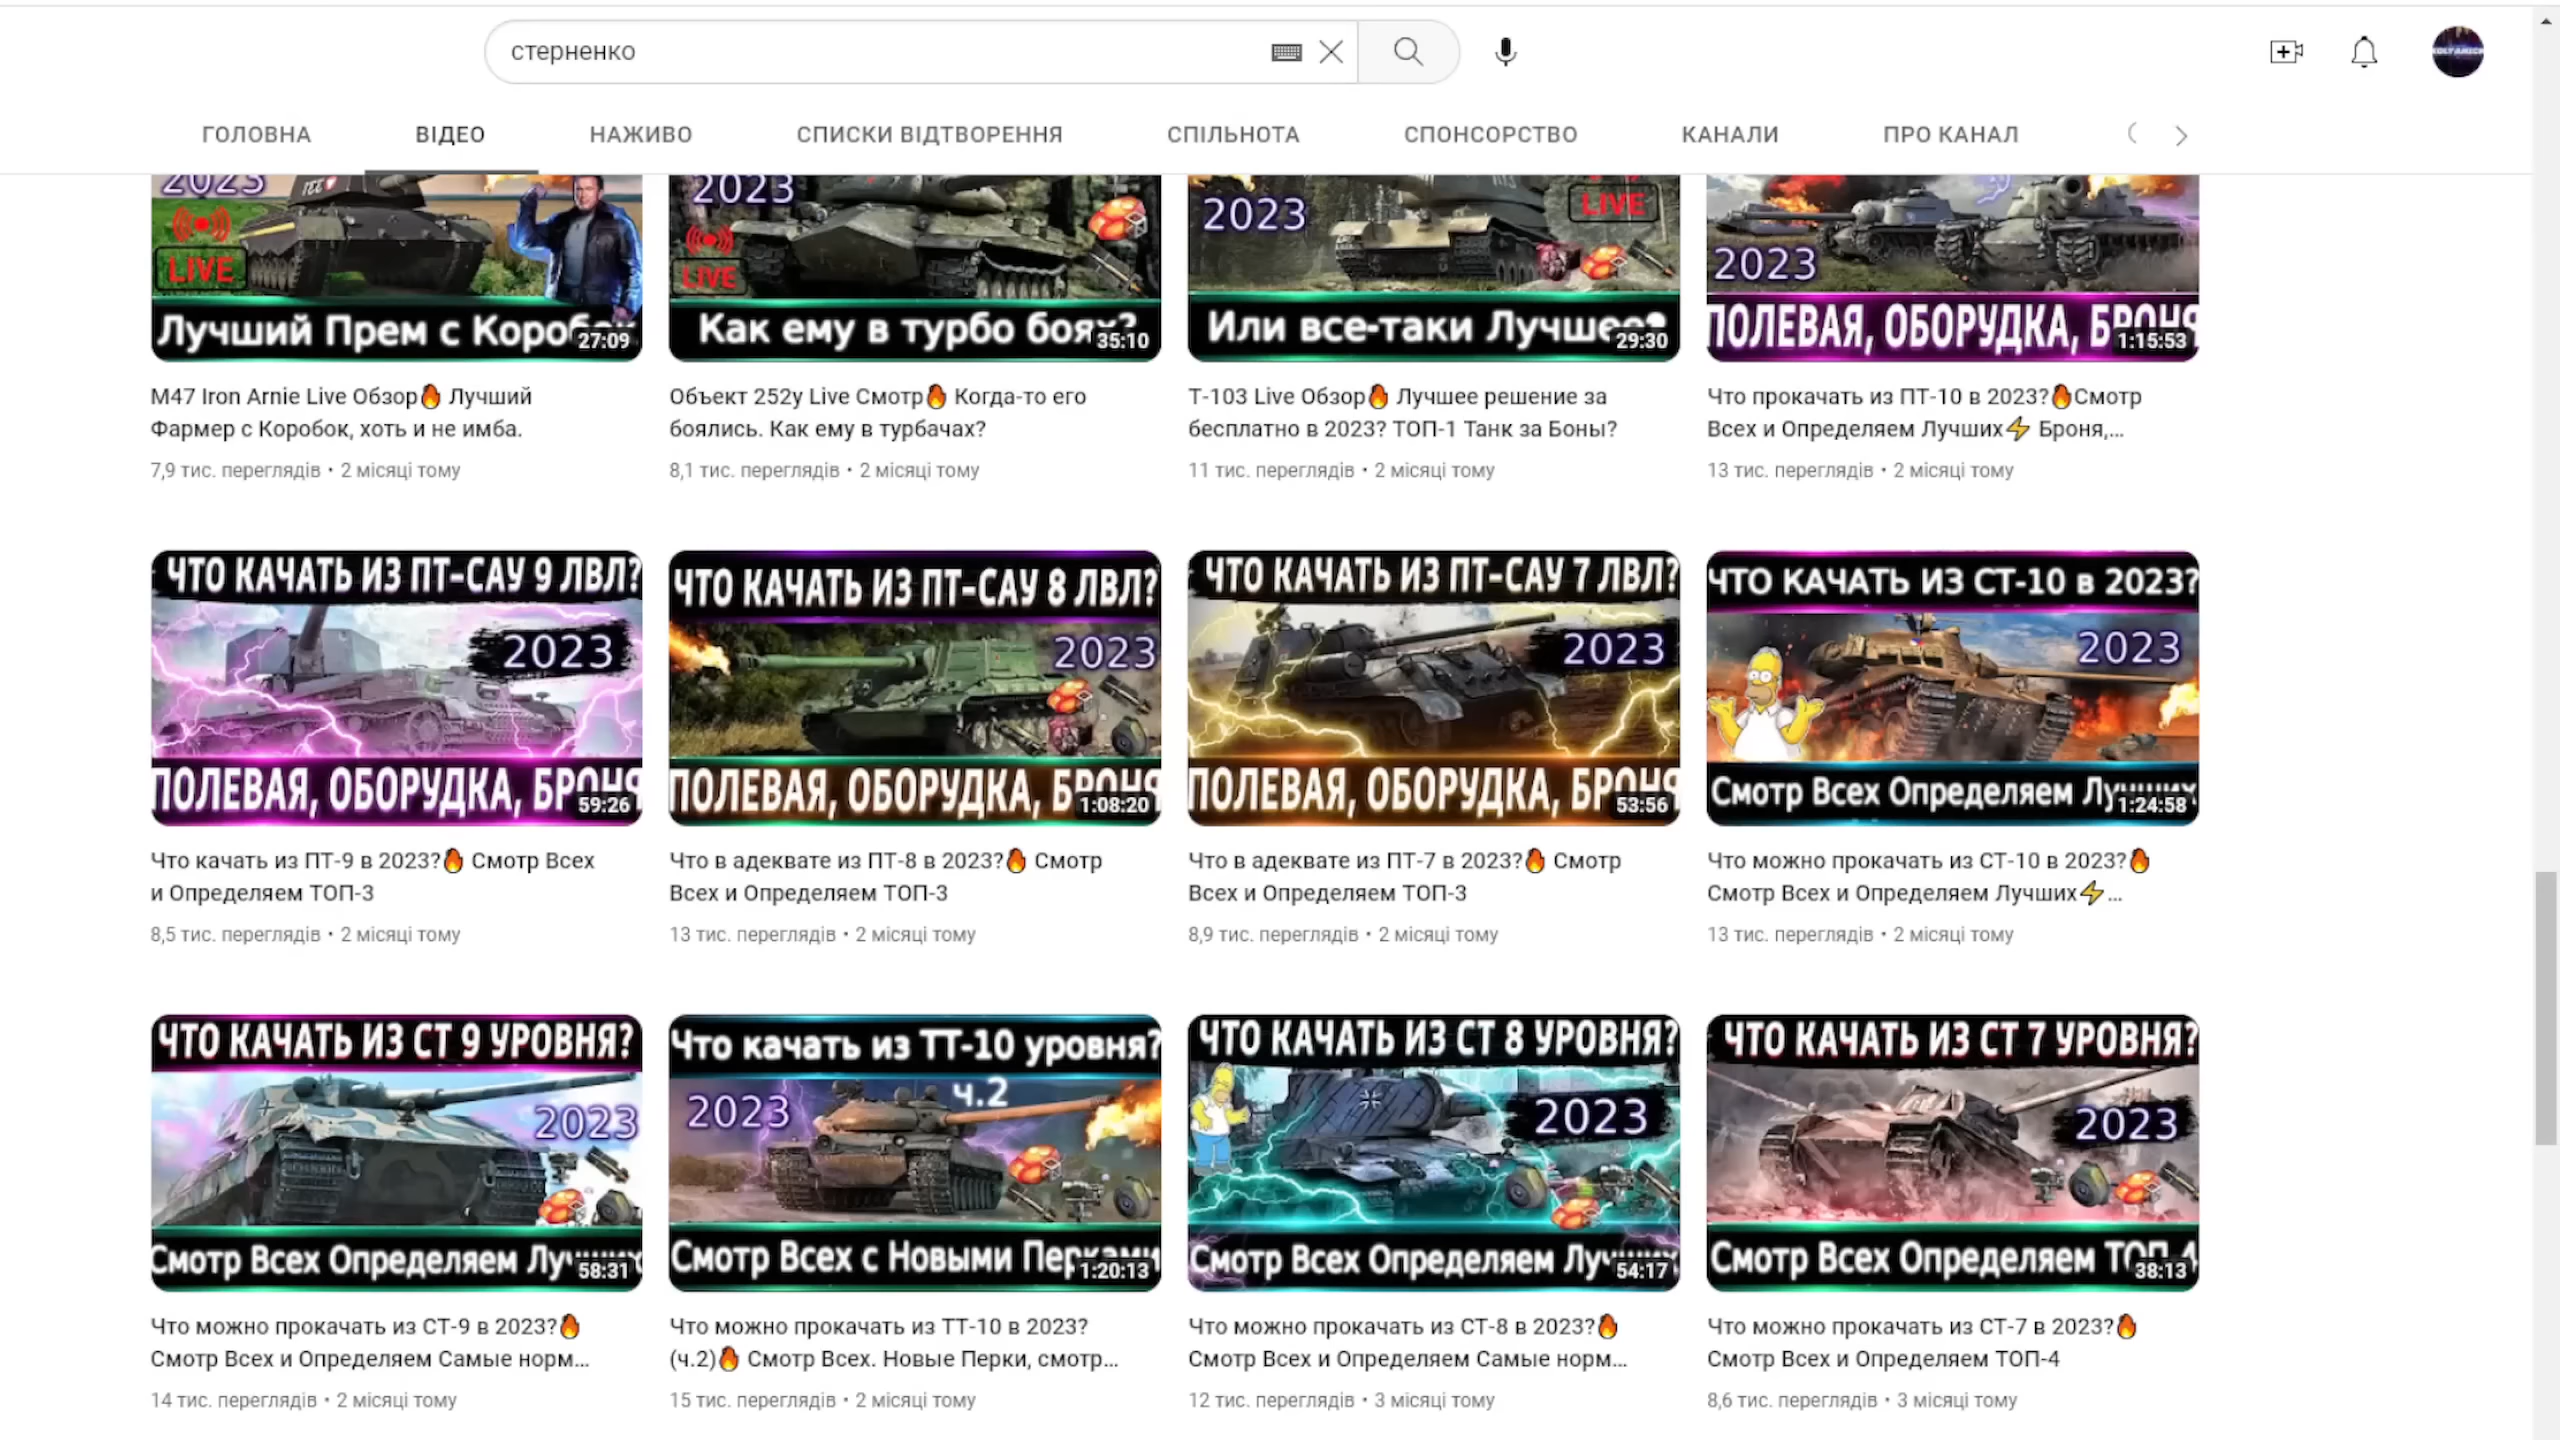 стерненко
ГОЛОВНА ВІДЕО НАЖИВО СПИСКИ ВІДТВОРЕННЯ СПІЛЬНОТА СПОНСОРСТВО КАНАЛИ ПРО КАНАЛ
2023
LIVE
Лучший Прем с Короб
27:09
2023
LIVE
Как ему в турбо боях?
35:10
2023
LIVE
Или все-таки Лучшее?
29:30
2023
ПОЛЕВАЯ, ОБОРУДКА, БРОНЯ
1:15:53
M47 Iron Arnie Live Обзор🔥 Лучший
Фармер с Коробок, хоть и не имба.
7,9 тис. переглядів • 2 місяці тому
Объект 252у Live Смотр🔥 Когда-то его
боялись. Как ему в турбачах?
8,1 тис. переглядів • 2 місяці тому
Т-103 Live Обзор🔥 Лучшее решение за
бесплатно в 2023? ТОП-1 Танк за Боны?
11 тис. переглядів • 2 місяці тому
Что прокачать из ПТ-10 в 2023?🔥Смотр
Всех и Определяем Лучших⚡ Броня,...
13 тис. переглядів • 2 місяці тому
ЧТО КАЧАТЬ ИЗ ПТ-САУ 9 ЛВЛ?
2023
ПОЛЕВАЯ, ОБОРУДКА, БРОНЯ
59:26
ЧТО КАЧАТЬ ИЗ ПТ-САУ 8 ЛВЛ?
2023
ПОЛЕВАЯ, ОБОРУДКА, БРОНЯ
1:08:20
ЧТО КАЧАТЬ ИЗ ПТ-САУ 7 ЛВЛ?
2023
ПОЛЕВАЯ, ОБОРУДКА, БРОНЯ
53:56
ЧТО КАЧАТЬ ИЗ СТ-10 в 2023?
2023
Смотр Всех Определяем Лучших
1:24:58
Что качать из ПТ-9 в 2023?🔥 Смотр Всех
и Определяем ТОП-3
8,5 тис. переглядів • 2 місяці тому
Что в адеквате из ПТ-8 в 2023?🔥 Смотр
Всех и Определяем ТОП-3
13 тис. переглядів • 2 місяці тому
Что в адеквате из ПТ-7 в 2023?🔥 Смотр
Всех и Определяем ТОП-3
8,9 тис. переглядів • 2 місяці тому
Что можно прокачать из СТ-10 в 2023?🔥
Смотр Всех и Определяем Лучших⚡...
13 тис. переглядів • 2 місяці тому
ЧТО КАЧАТЬ ИЗ СТ 9 УРОВНЯ?
2023
Смотр Всех Определяем Лучших
58:31
Что качать из ТТ-10 уровня?
ч.2
2023
Смотр Всех с Новыми Перками
1:20:13
ЧТО КАЧАТЬ ИЗ СТ 8 УРОВНЯ?
2023
Смотр Всех Определяем Лучших
54:17
ЧТО КАЧАТЬ ИЗ СТ 7 УРОВНЯ?
2023
Смотр Всех Определяем ТОП-4
38:13
Что можно прокачать из СТ-9 в 2023?🔥
Смотр Всех и Определяем Самые норм...
14 тис. переглядів • 2 місяці тому
Что можно прокачать из ТТ-10 в 2023?
(ч.2)🔥 Смотр Всех. Новые Перки, смотр...
15 тис. переглядів • 2 місяці тому
Что можно прокачать из СТ-8 в 2023?🔥
Смотр Всех и Определяем Самые норм...
12 тис. переглядів • 3 місяці тому
Что можно прокачать из СТ-7 в 2023?🔥
Смотр Всех и Определяем ТОП-4
8,6 тис. переглядів • 3 місяці тому